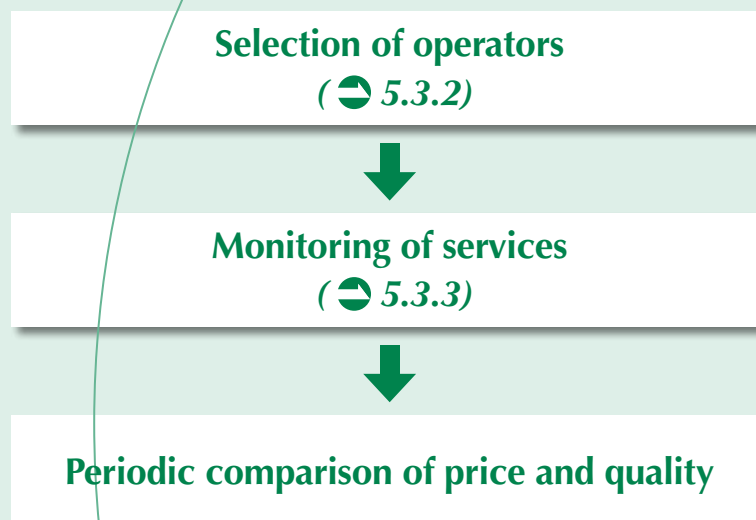 Selection of operators
( ➲ 5.3.2)
Monitoring of services
( ➲ 5.3.3)
Periodic comparison of price and quality